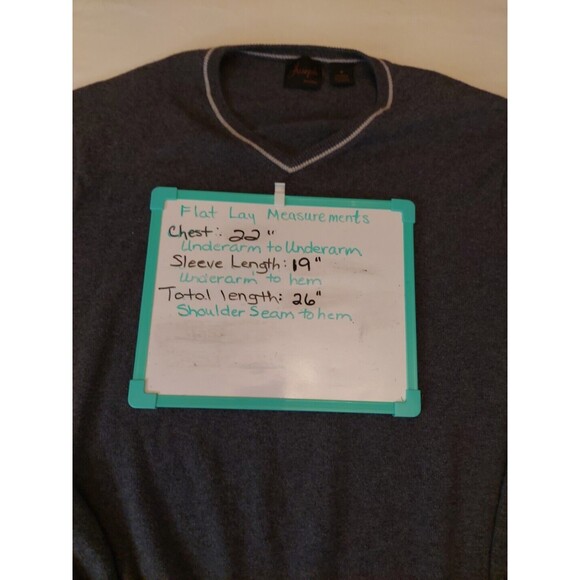 Flat Lay Measurements
Chest: 22"
Underarm to Underarm
Sleeve Length: 19"
Underarm to hem
Total length: 26"
Shoulder Seam to hem